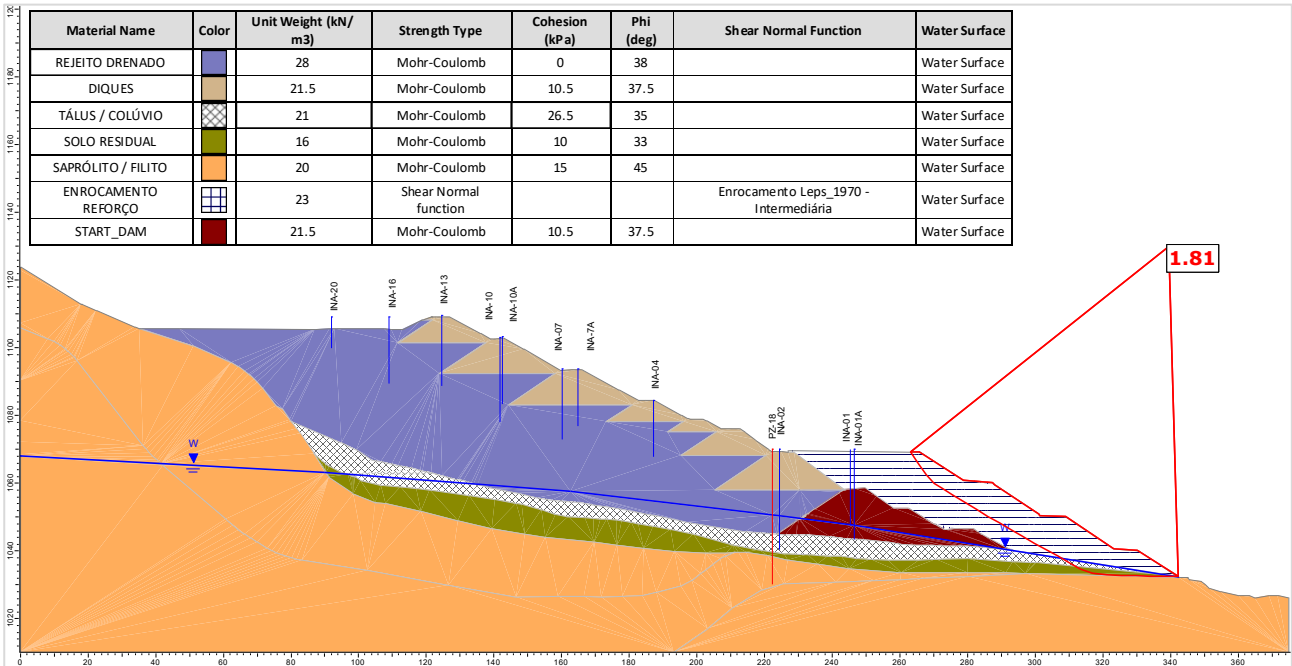 Material Name Color Unit Weight (kN/m3) Strength Type Cohesion (kPa) Phi (deg) Shear Normal Function Water Surface
REJEITO DRENADO 28 Mohr-Coulomb 0 38 Water Surface
DIQUES 21.5 Mohr-Coulomb 10.5 37.5 Water Surface
TÁLUS / COLÚVIO 21 Mohr-Coulomb 26.5 35 Water Surface
SOLO RESIDUAL 16 Mohr-Coulomb 10 33 Water Surface
SAPRÓLITO / FILITO 20 Mohr-Coulomb 15 45 Water Surface
ENROCAMENTO REFORÇO 23 Shear Normal function Enrocamento Leps_1970 - Intermediária Water Surface
START_DAM 21.5 Mohr-Coulomb 10.5 37.5 Water Surface
1.81
INA-20
INA-16
INA-13
INA-10
INA-10A
INA-07
INA-7A
INA-04
PZ-18
INA-02
INA-01
INA-01A
W
W
1180
1160
1140
1120
1100
1080
1060
1040
1020
0 20 40 60 80 100 120 140 160 180 200 220 240 260 280 300 320 340 360